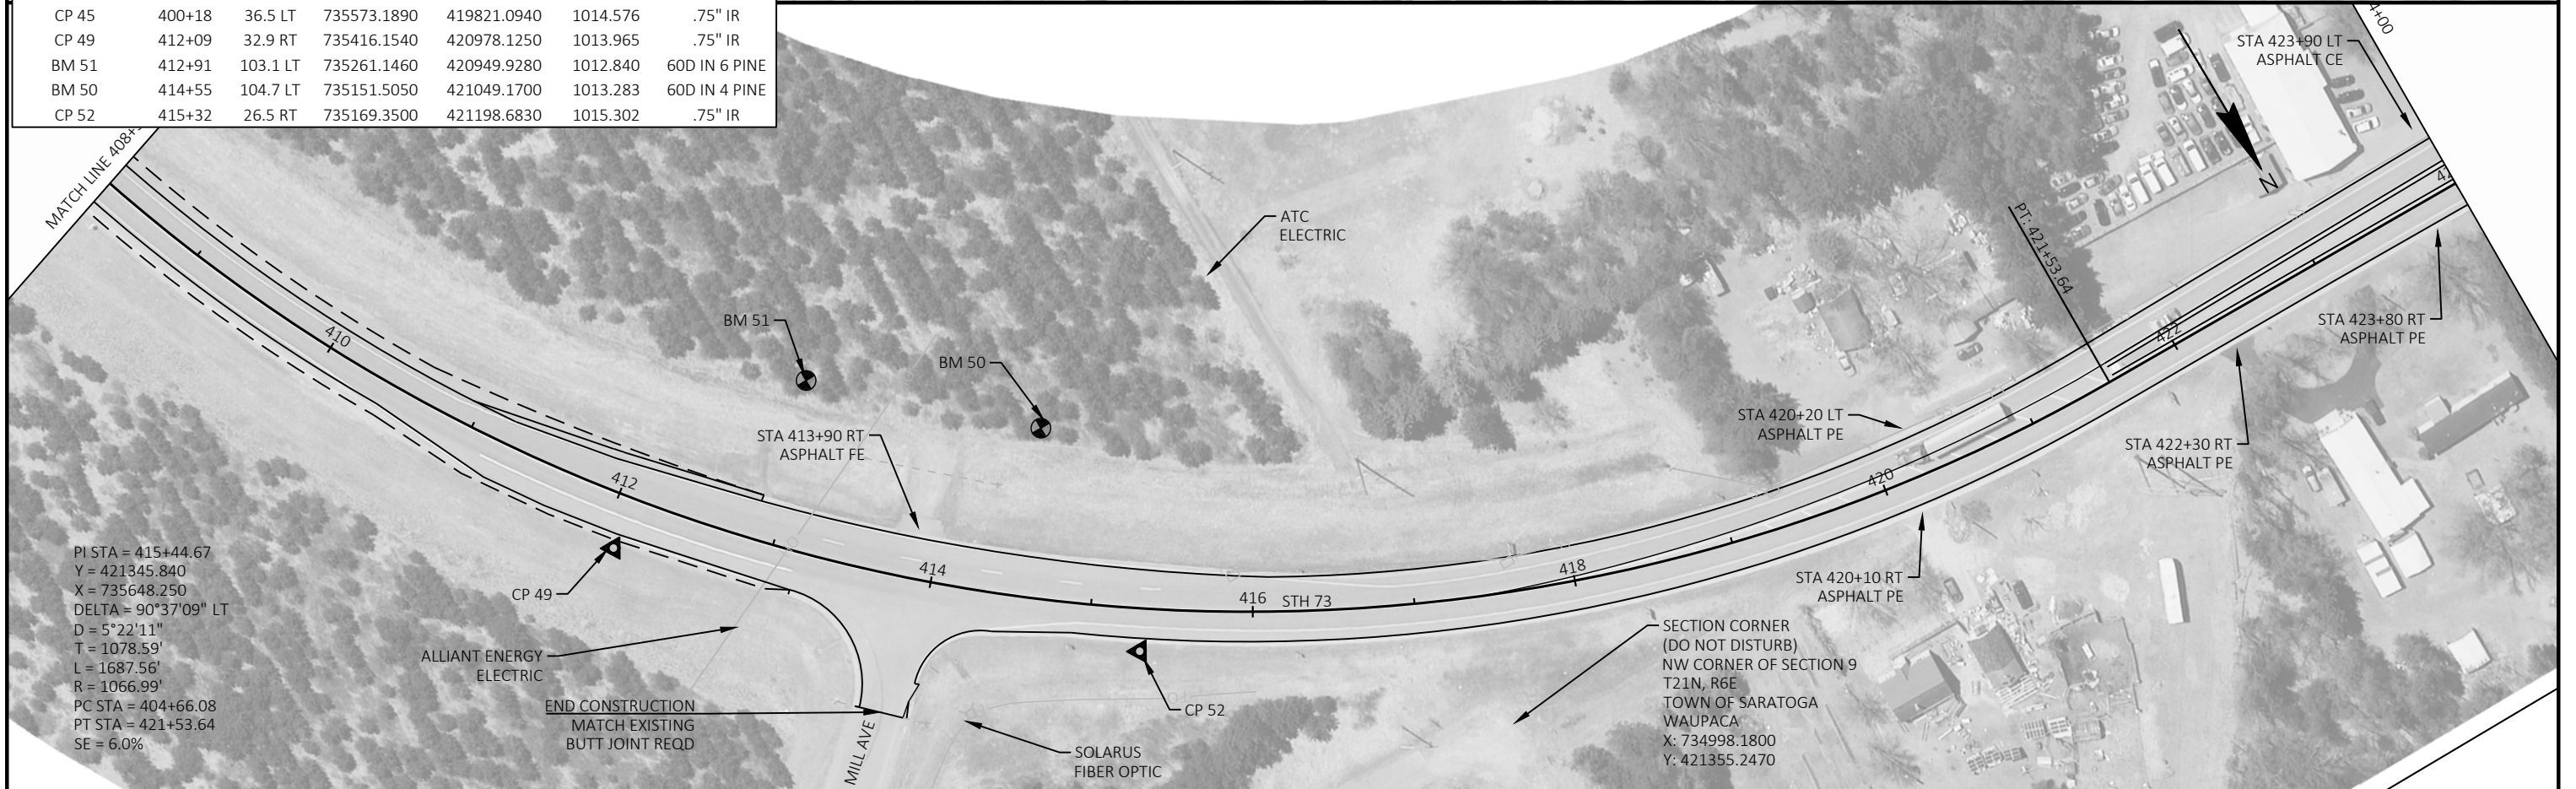 CP 45 400+18 36.5 LT 735573.1890 419821.0940 1014.576 .75" IR
CP 49 412+09 32.9 RT 735416.1540 420978.1250 1013.965 .75" IR
BM 51 412+91 103.1 LT 735261.1460 420949.9280 1012.840 60D IN 6 PINE
BM 50 414+55 104.7 LT 735151.5050 421049.1700 1013.283 60D IN 4 PINE
CP 52 415+32 26.5 RT 735169.3500 421198.6830 1015.302 .75" IR
MATCH LINE 408+
4+00
STA 423+90 LT
ASPHALT CE
N
ATC
ELECTRIC
PT: 421+53.64
BM 51
BM 50
410
412
414
416
418
420
422
42
STH 73
STA 413+90 RT
ASPHALT FE
STA 420+20 LT
ASPHALT PE
STA 423+80 RT
ASPHALT PE
STA 422+30 RT
ASPHALT PE
STA 420+10 RT
ASPHALT PE
PI STA = 415+44.67
Y = 421345.840
X = 735648.250
DELTA = 90°37'09" LT
D = 5°22'11"
T = 1078.59'
L = 1687.56'
R = 1066.99'
PC STA = 404+66.08
PT STA = 421+53.64
SE = 6.0%
CP 49
ALLIANT ENERGY
ELECTRIC
END CONSTRUCTION
MATCH EXISTING
BUTT JOINT REQD
MILL AVE
SOLARUS
FIBER OPTIC
CP 52
SECTION CORNER
(DO NOT DISTURB)
NW CORNER OF SECTION 9
T21N, R6E
TOWN OF SARATOGA
WAUPACA
X: 734998.1800
Y: 421355.2470